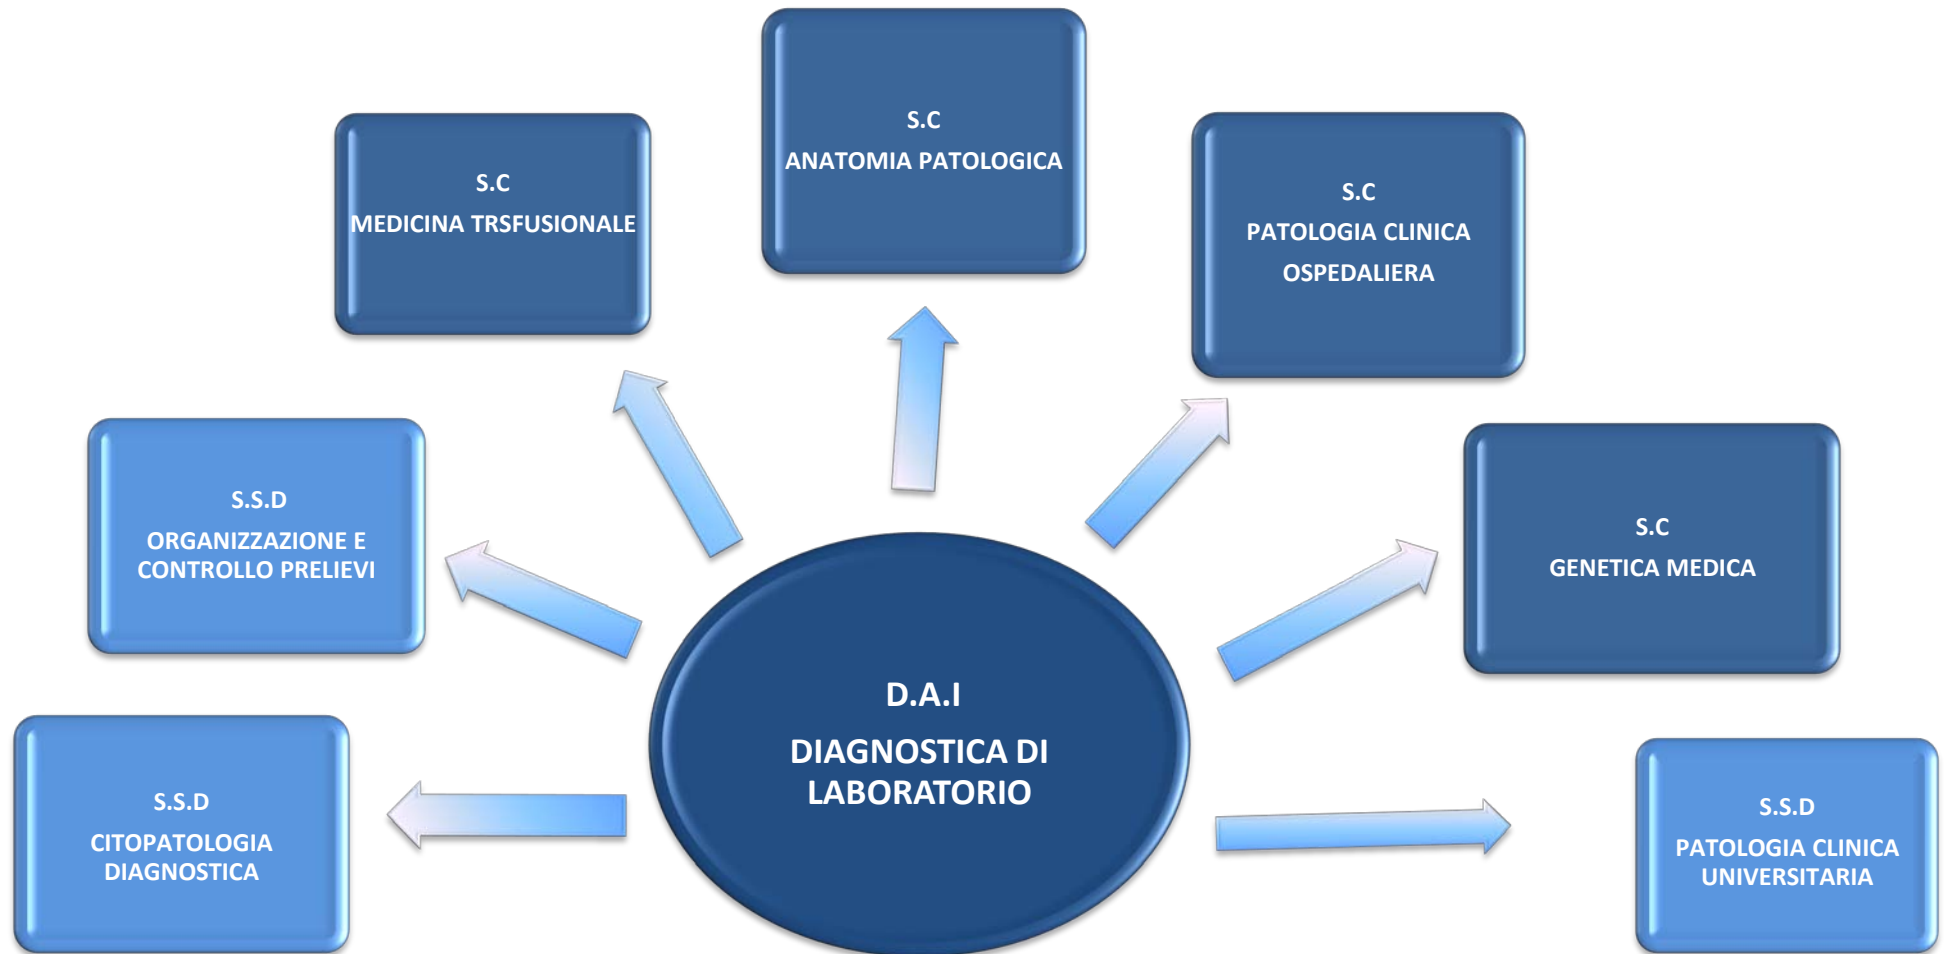 S.C
ANATOMIA PATOLOGICA
S.C
MEDICINA TRSFUSIONALE
S.C
PATOLOGIA CLINICA
OSPEDALIERA
S.S.D
ORGANIZZAZIONE E
CONTROLLO PRELIEVI
S.C
GENETICA MEDICA
D.A.I
DIAGNOSTICA DI
LABORATORIO
S.S.D
CITOPATOLOGIA
DIAGNOSTICA
S.S.D
PATOLOGIA CLINICA
UNIVERSITARIA